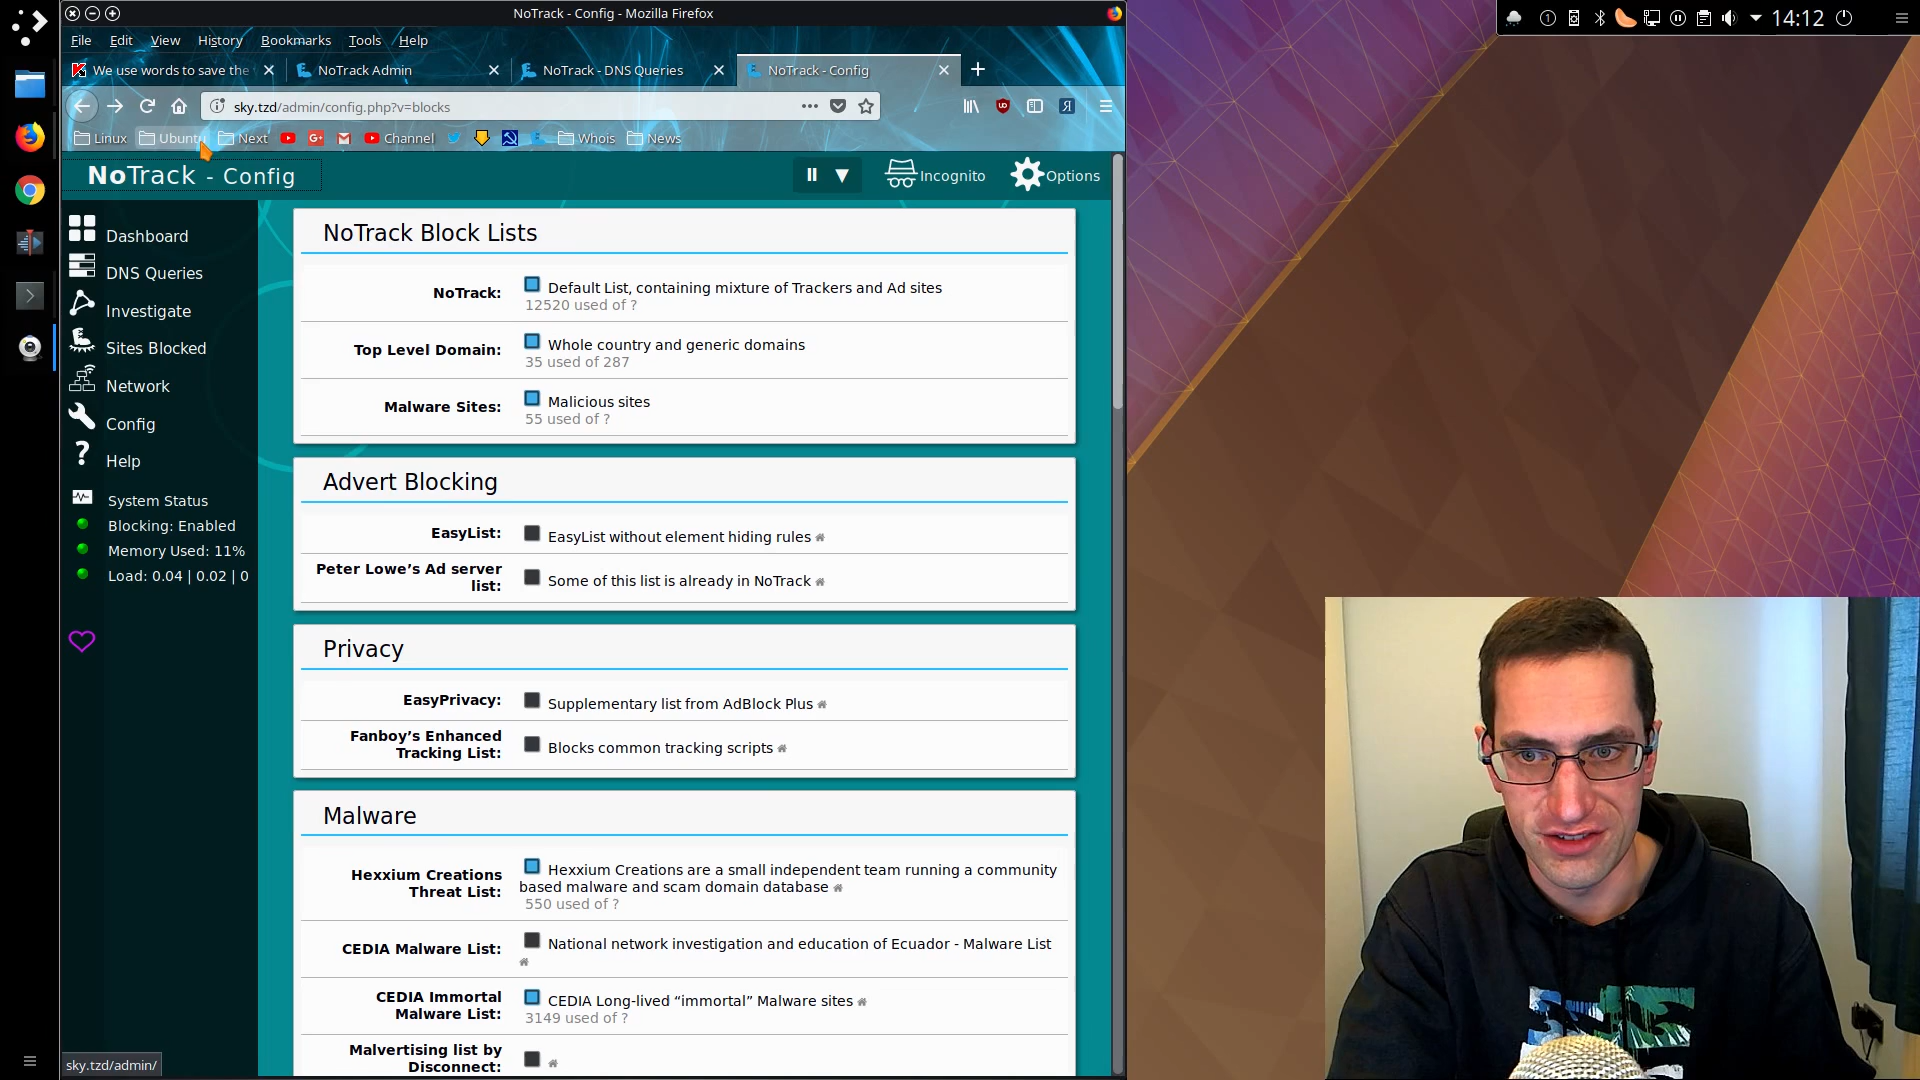 NoTrack - Config - Mozilla Firefox
14:12
File Edit View History Bookmarks Tools Help
We use words to save the
NoTrack Admin
NoTrack - DNS Queries
NoTrack - Config
sky.tzd/admin/config.php?v=blocks
Linux Ubuntu Next Channel Whois News
NoTrack - Config
Incognito Options
Dashboard
DNS Queries
Investigate
Sites Blocked
Network
Config
Help
System Status
Blocking: Enabled
Memory Used: 11%
Load: 0.04 | 0.02 | 0
NoTrack Block Lists
NoTrack: Default List, containing mixture of Trackers and Ad sites
12520 used of ?
Top Level Domain: Whole country and generic domains
35 used of 287
Malware Sites: Malicious sites
55 used of ?
Advert Blocking
EasyList: EasyList without element hiding rules
Peter Lowe’s Ad server
list:
Some of this list is already in NoTrack
Privacy
EasyPrivacy: Supplementary list from AdBlock Plus
Fanboy’s Enhanced
Tracking List:
Blocks common tracking scripts
Malware
Hexxium Creations
Threat List:
Hexxium Creations are a small independent team running a community
based malware and scam domain database
550 used of ?
CEDIA Malware List: National network investigation and education of Ecuador - Malware List
CEDIA Immortal
Malware List:
CEDIA Long-lived “immortal” Malware sites
3149 used of ?
Malvertising list by
Disconnect:
sky.tzd/admin/